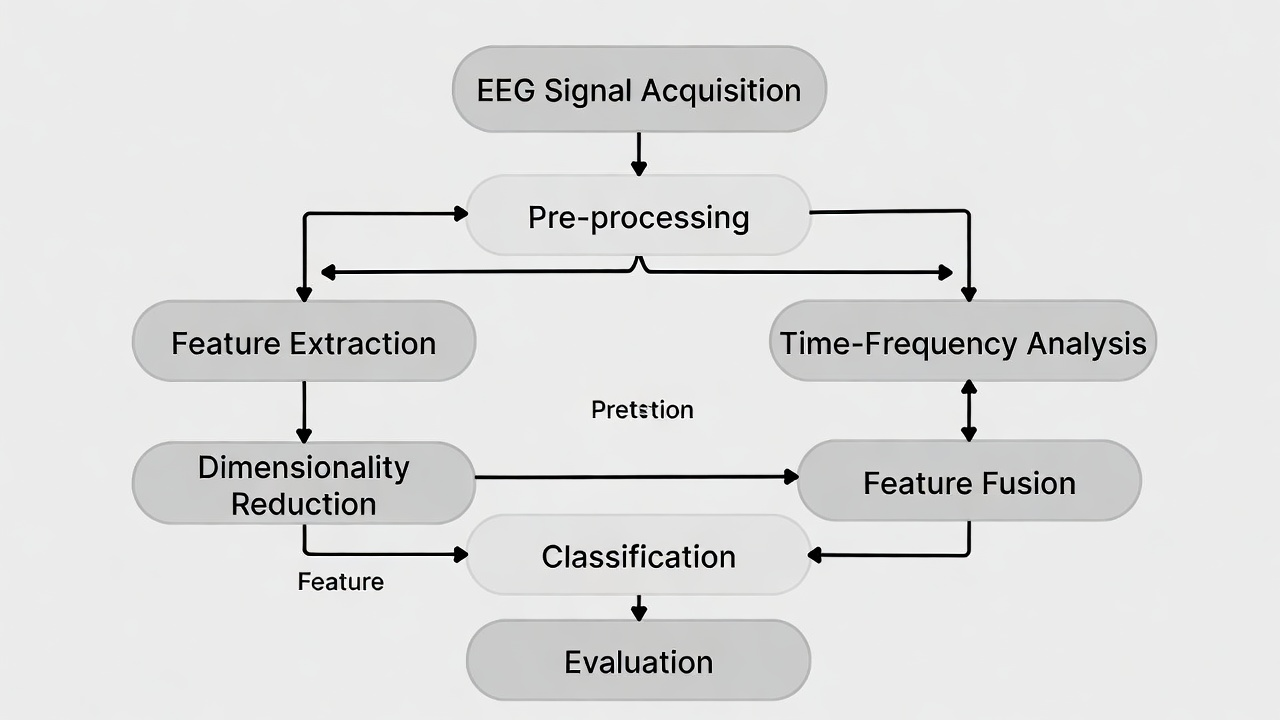 EEG Signal Acquisition
Pre-processing
Feature Extraction
Time-Frequency Analysis
Dimensionality
Reduction
Feature Fusion
Classification
Feature
Evaluation